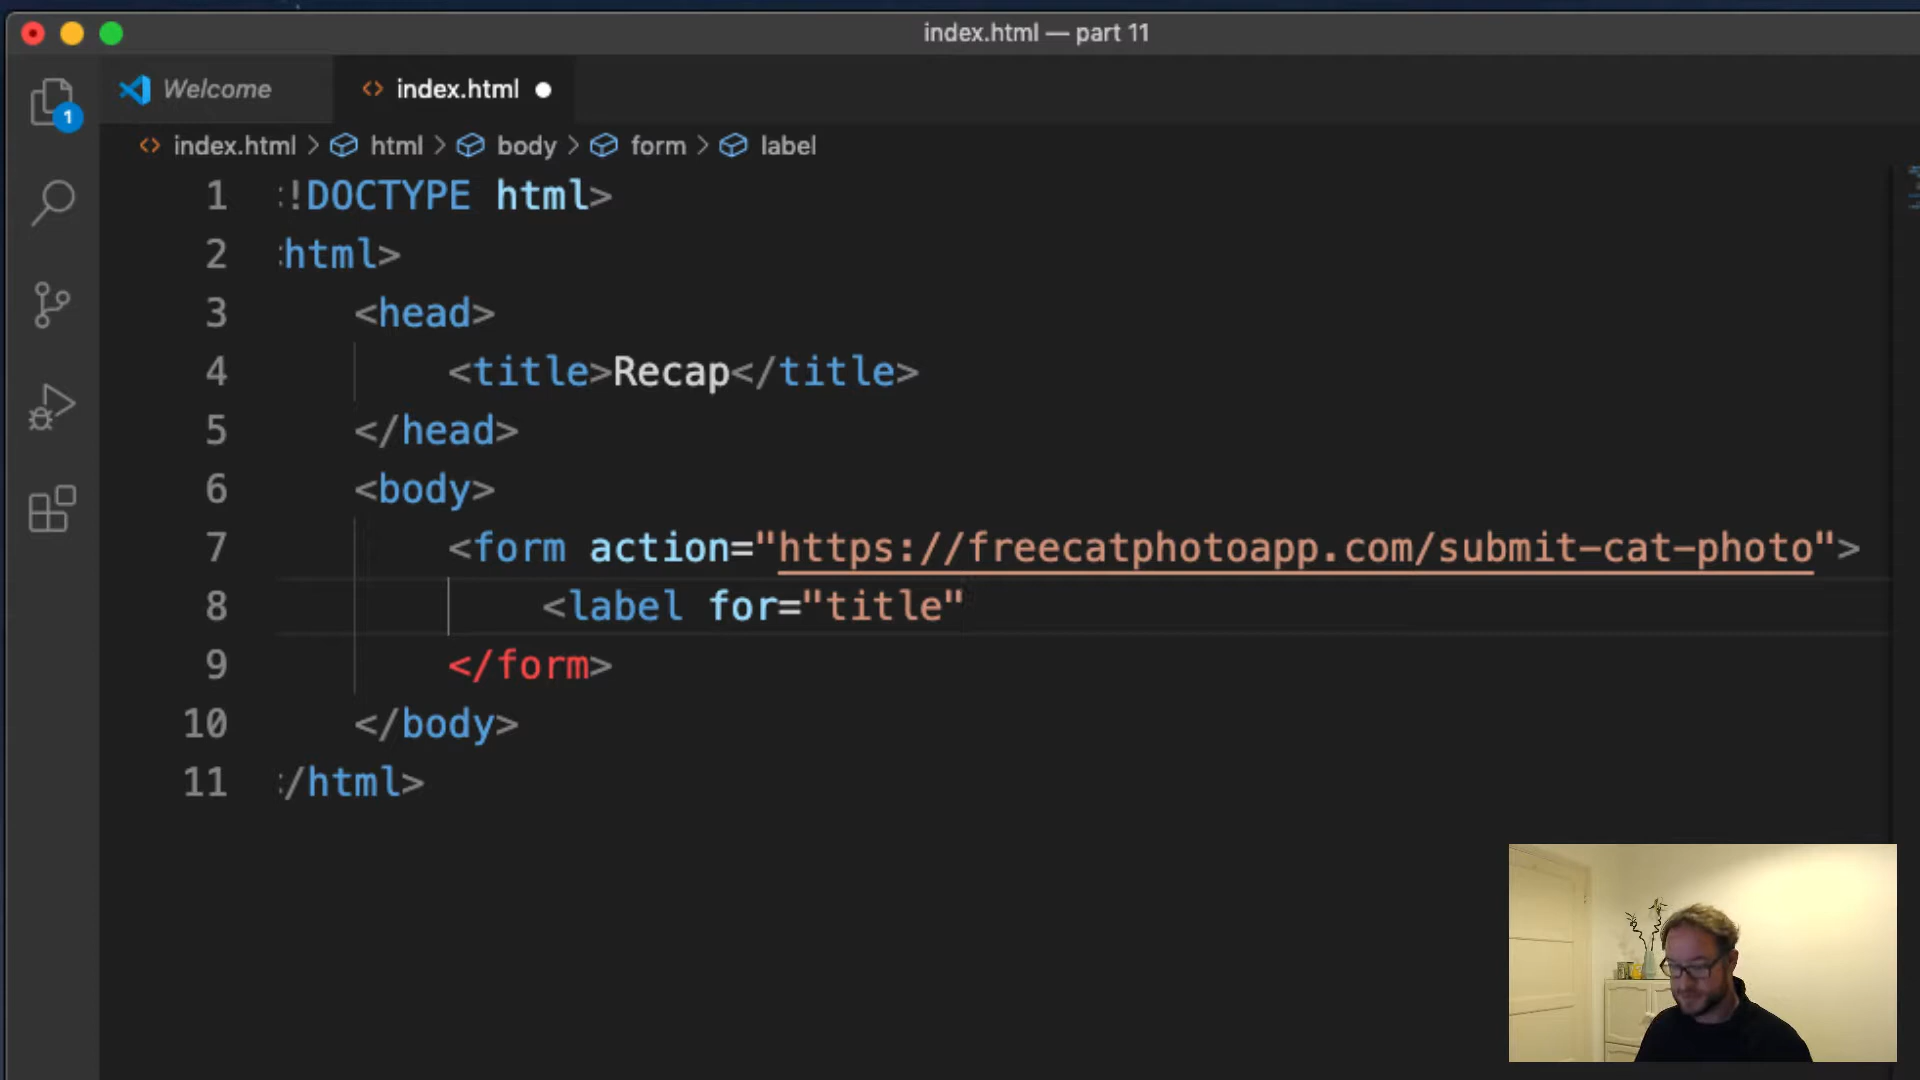 index.html — part 11
Welcome
index.html
1
index.html > html > body > form > label
1 !DOCTYPE html>
2 html>
3 <head>
4 <title>Recap</title>
5 </head>
6 <body>
7 <form action="https://freecatphotoapp.com/submit-cat-photo">
8 <label for="title"
9 </form>
10 </body>
11 /html>